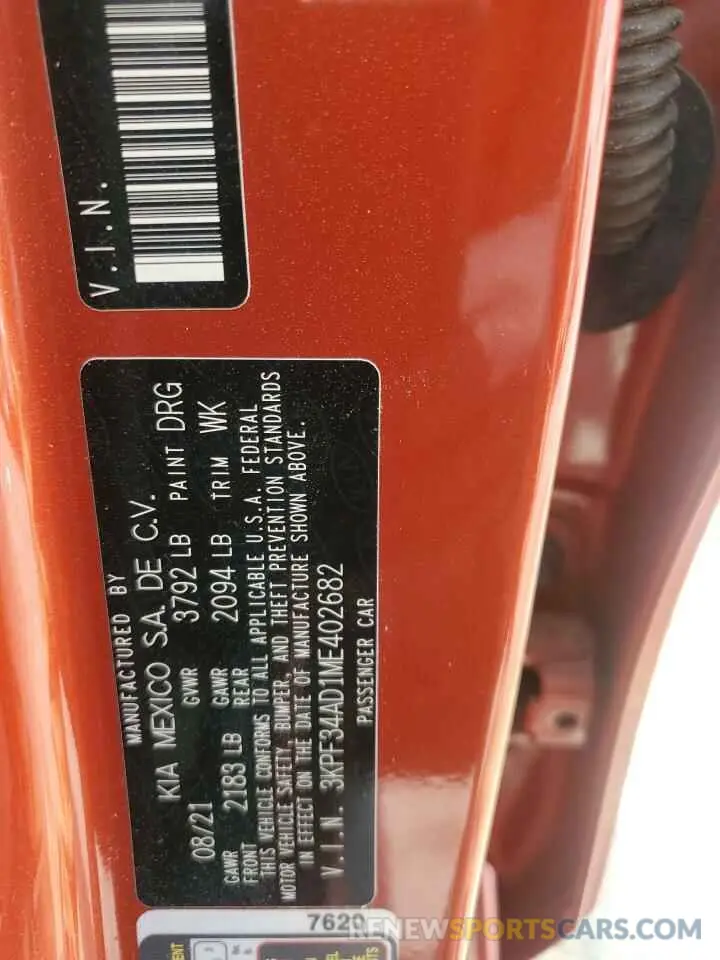 V.I.N.
MANUFACTURED BY
KIA MEXICO S.A. DE C.V.
08/21 GVWR 3792 LB PAINT DRG
GAWR FRONT 2183 LB GAWR REAR 2094 LB TRIM WK
THIS VEHICLE CONFORMS TO ALL APPLICABLE U.S.A. FEDERAL
MOTOR VEHICLE SAFETY, BUMPER, AND THEFT PREVENTION STANDARDS
IN EFFECT ON THE DATE OF MANUFACTURE SHOWN ABOVE.
V.I.N. 3KPF34AD1ME402682
PASSENGER CAR
7620
RENEWSPORTSCARS.COM